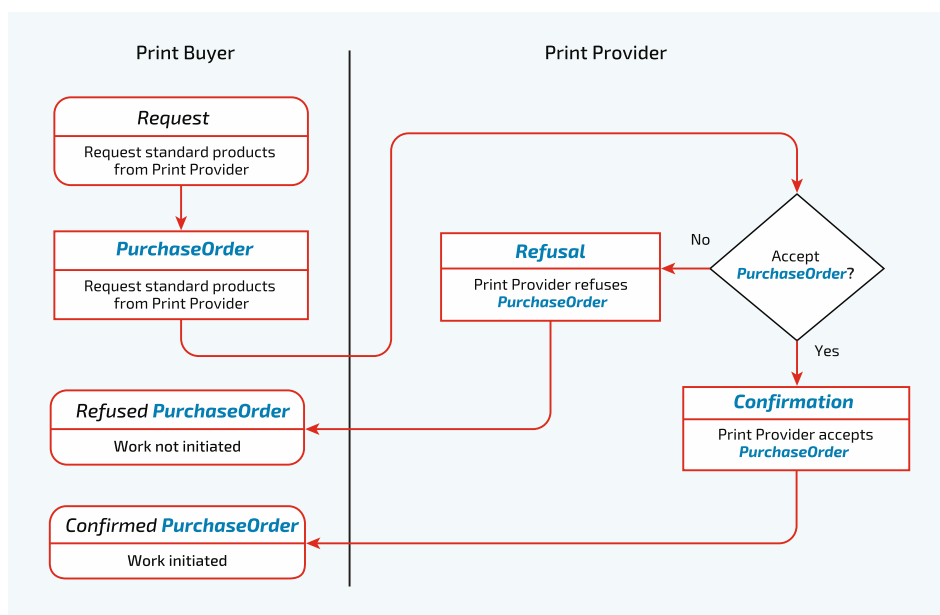 Print Buyer
Print Provider
Request
Request standard products
from Print Provider
PurchaseOrder
Request standard products
from Print Provider
Refusal
Print Provider refuses
PurchaseOrder
No
Accept
PurchaseOrder?
Yes
Confirmation
Print Provider accepts
PurchaseOrder
Refused PurchaseOrder
Work not initiated
Confirmed PurchaseOrder
Work initiated